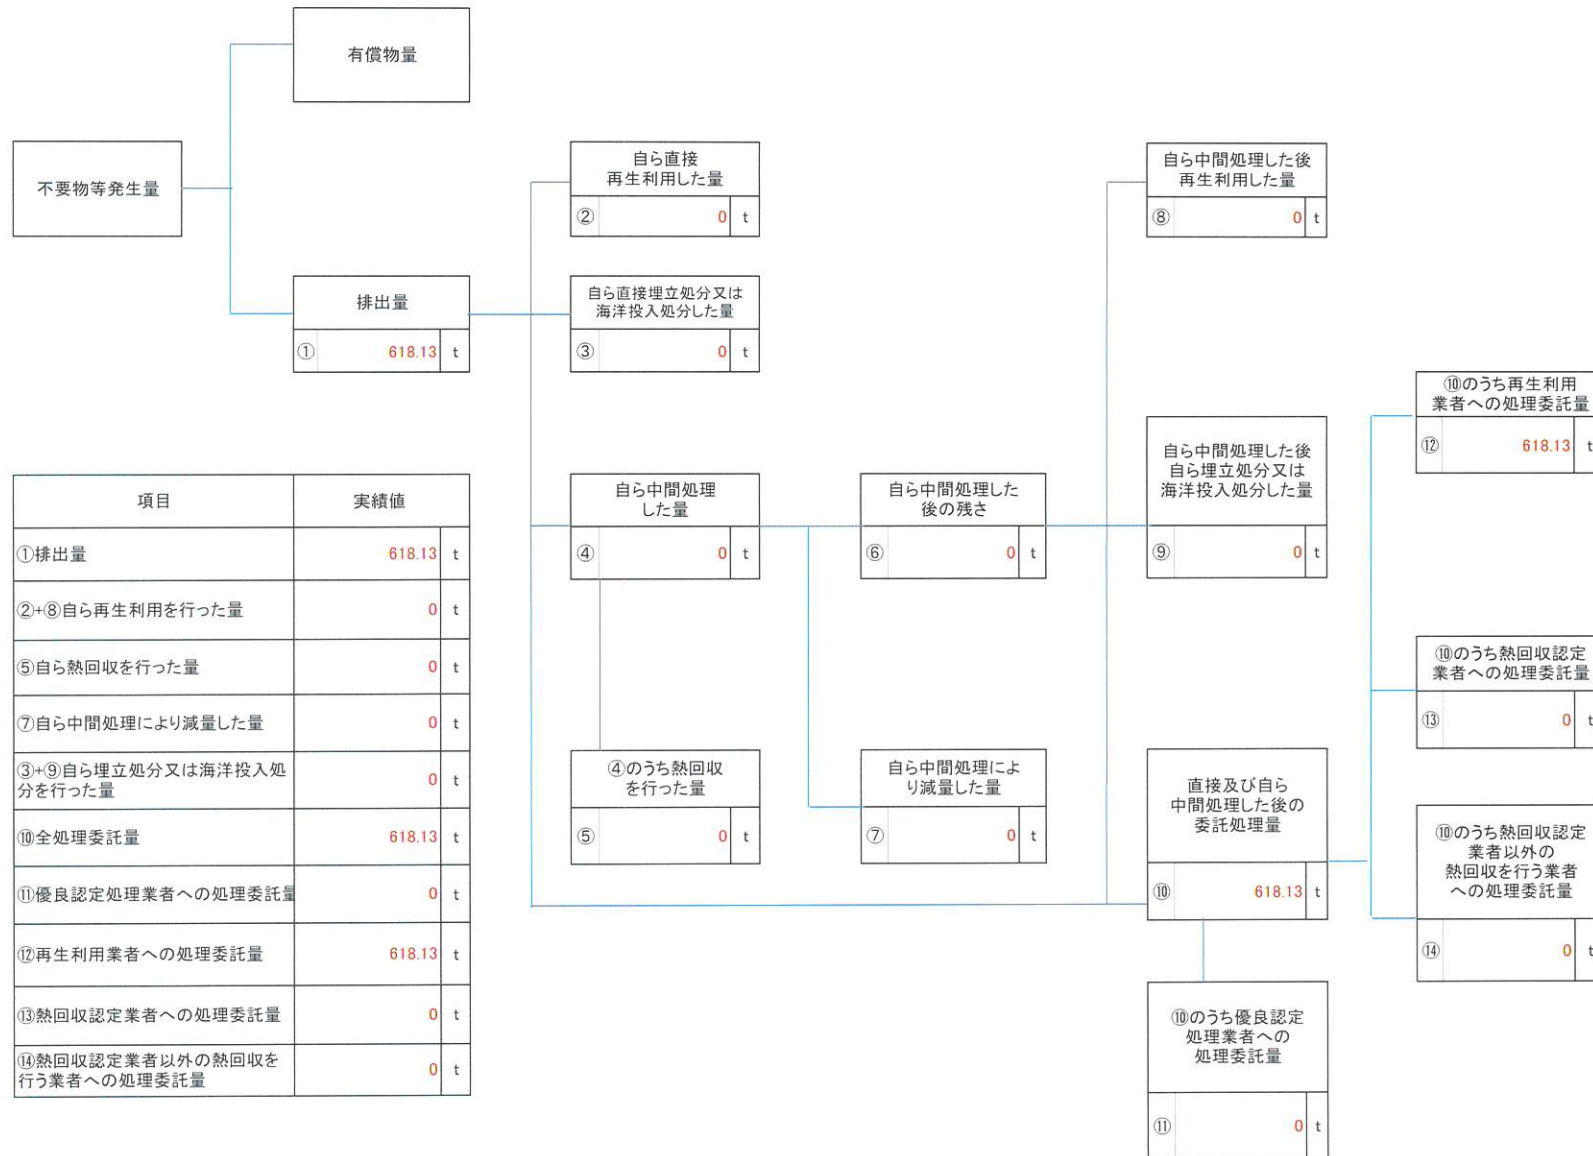 有償物量
不要物等発生量
排出量
① 618.13 t
自ら直接
再生利用した量
② 0 t
自ら直接埋立処分又は
海洋投入処分した量
③ 0 t
自ら中間処理
した量
④ 0 t
④のうち熱回収
を行った量
⑤ 0 t
自ら中間処理した
後の残さ
⑥ 0 t
自ら中間処理によ
り減量した量
⑦ 0 t
自ら中間処理した後
再生利用した量
⑧ 0 t
自ら中間処理した後
自ら埋立処分又は
海洋投入処分した量
⑨ 0 t
直接及び自ら
中間処理した後の
委託処理量
⑩ 618.13 t
⑩のうち優良認定
処理業者への
処理委託量
⑪ 0 t
⑩のうち再生利用
業者への処理委託量
⑫ 618.13 t
⑩のうち熱回収認定
業者への処理委託量
⑬ 0 t
⑩のうち熱回収認定
業者以外の
熱回収を行う業者
への処理委託量
⑭ 0 t
項目 実績値
①排出量 618.13 t
②+⑧自ら再生利用を行った量 0 t
⑤自ら熱回収を行った量 0 t
⑦自ら中間処理により減量した量 0 t
③+⑨自ら埋立処分又は海洋投入処
分を行った量 0 t
⑩全処理委託量 618.13 t
⑪優良認定処理業者への処理委託量 0 t
⑫再生利用業者への処理委託量 618.13 t
⑬熱回収認定業者への処理委託量 0 t
⑭熱回収認定業者以外の熱回収を
行う業者への処理委託量 0 t